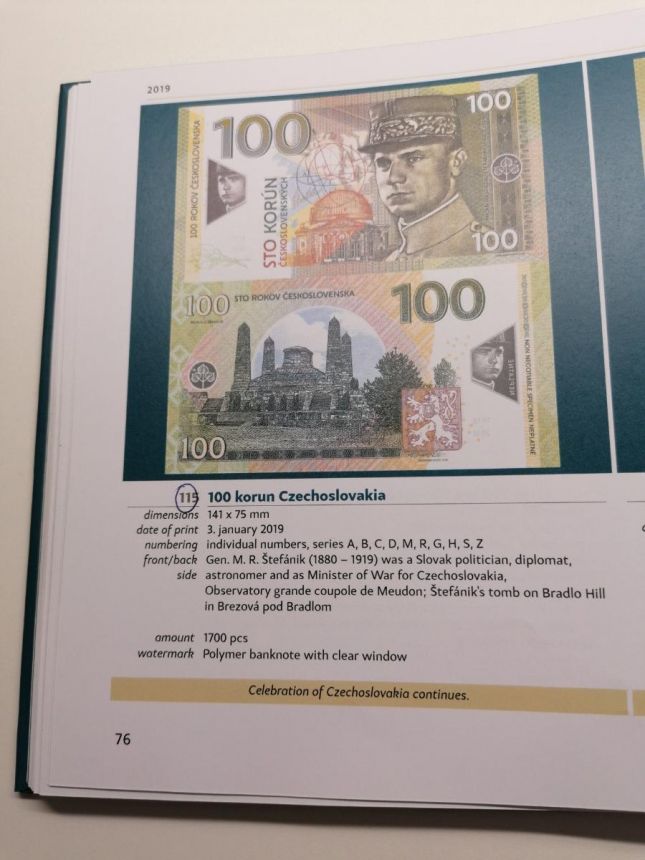 2019
100
100
100 ROKOV ČESKOSLOVENSKA
STO KORÚN
ČESKOSLOVENSKÝCH
100
100
STO ROKOV ČESKOSLOVENSKA
100
NON NEGOTIABLE SPECIMEN NEPLATNÉ
100
115 100 korun Czechoslovakia
dimensions 141 x 75 mm
date of print 3. january 2019
numbering individual numbers, series A, B, C, D, M, R, G, H, S, Z
front/back Gen. M. R. Štefánik (1880 – 1919) was a Slovak politician, diplomat,
side astronomer and as Minister of War for Czechoslovakia,
Observatory grande coupole de Meudon; Štefánik's tomb on Bradlo Hill
in Brezová pod Bradlom
amount 1700 pcs
watermark Polymer banknote with clear window
Celebration of Czechoslovakia continues.
76